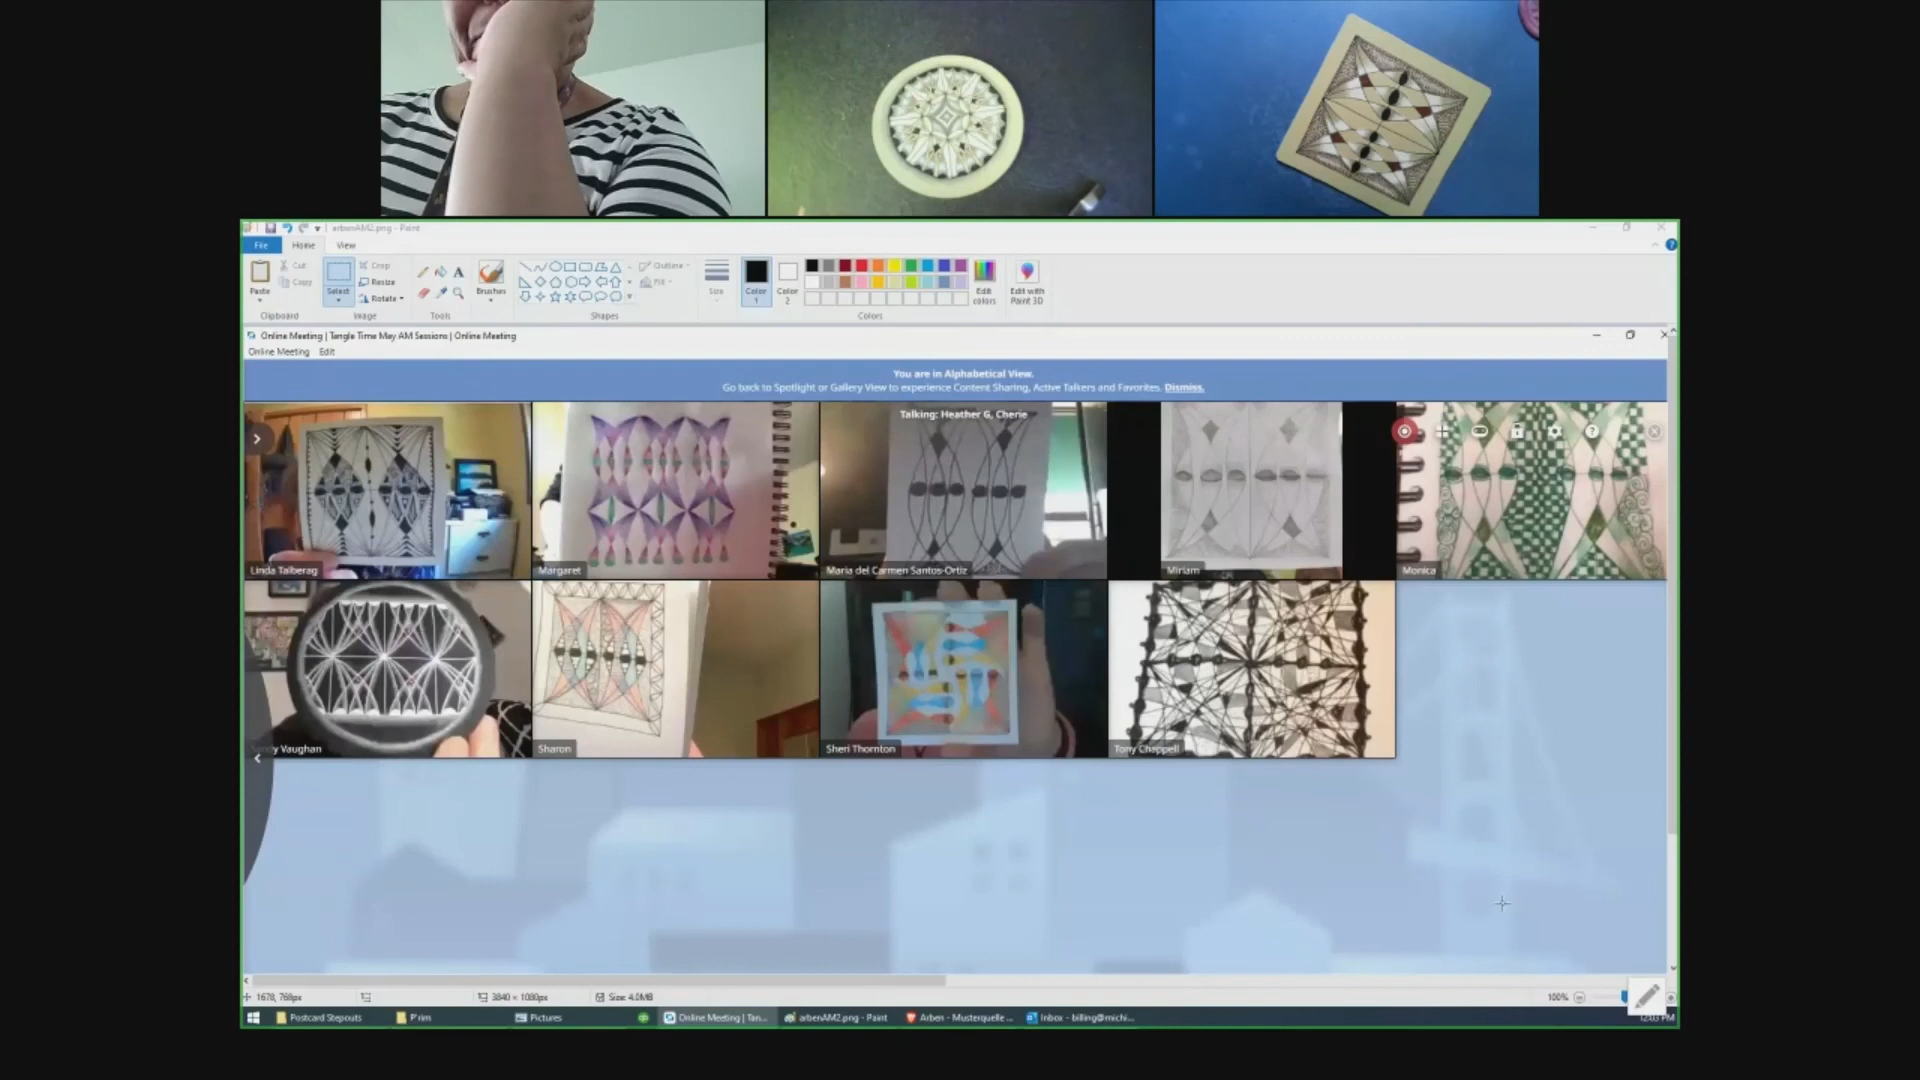 arbenAM2.png - Paint
File Home View
Cut
Copy
Paste
Clipboard
Select
Crop
Resize
Rotate
Image
Tools
Brushes
Shapes
Outline
Fill
Size
Color 1
Color 2
Edit colors
Colors
Edit with Paint 3D
Online Meeting | Tangle Time May AM Sessions | Online Meeting
Online Meeting Edit
You are in Alphabetical View.
Go back to Spotlight or Gallery View to experience Content Sharing, Active Talkers and Favorites. Dismiss.
Talking: Heather G, Cherie
Linda Talberag
Margaret
Maria del Carmen Santos-Ortiz
Miriam
Monica
Vaughan
Sharon
Sheri Thornton
Tony Chappell
1678, 768px
3840 × 1080px
Size: 4.0MB
100%
Postcard Stepouts
Pictures
Online Meeting | Tan...
arbenAM2.png - Paint
Arben - Musterquelle ...
Inbox - billing@michi...
12:03 PM